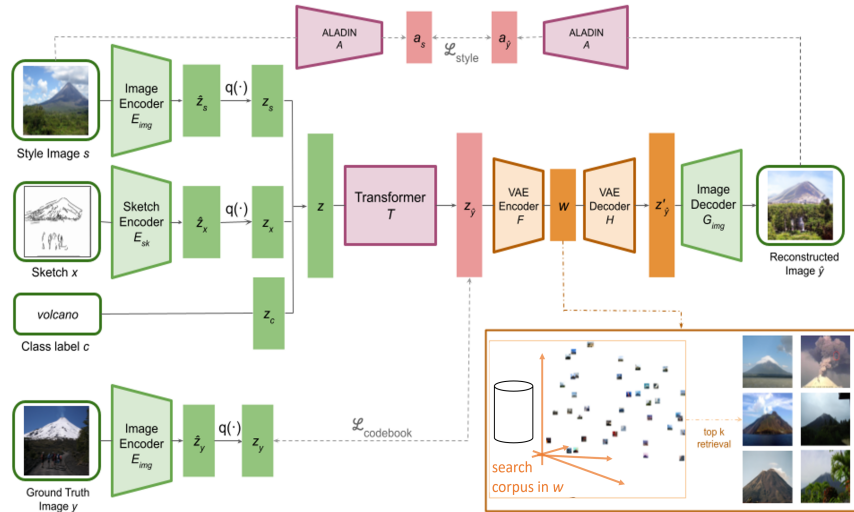 ALADIN
A
a_s
ℒ_style
a_ŷ
ALADIN
A
Image
Encoder
E_img
ẑ_s
q(·)
z_s
Style Image s
Sketch
Encoder
E_sk
ẑ_x
q(·)
z_x
Sketch x
volcano
Class label c
z_c
z
Transformer
T
z_ŷ
VAE
Encoder
F
w
VAE
Decoder
H
z'_ŷ
Image
Decoder
G_img
Reconstructed
Image ŷ
Image
Encoder
E_img
ẑ_y
q(·)
z_y
Ground Truth
Image y
ℒ_codebook
search
corpus in w
top k
retrieval